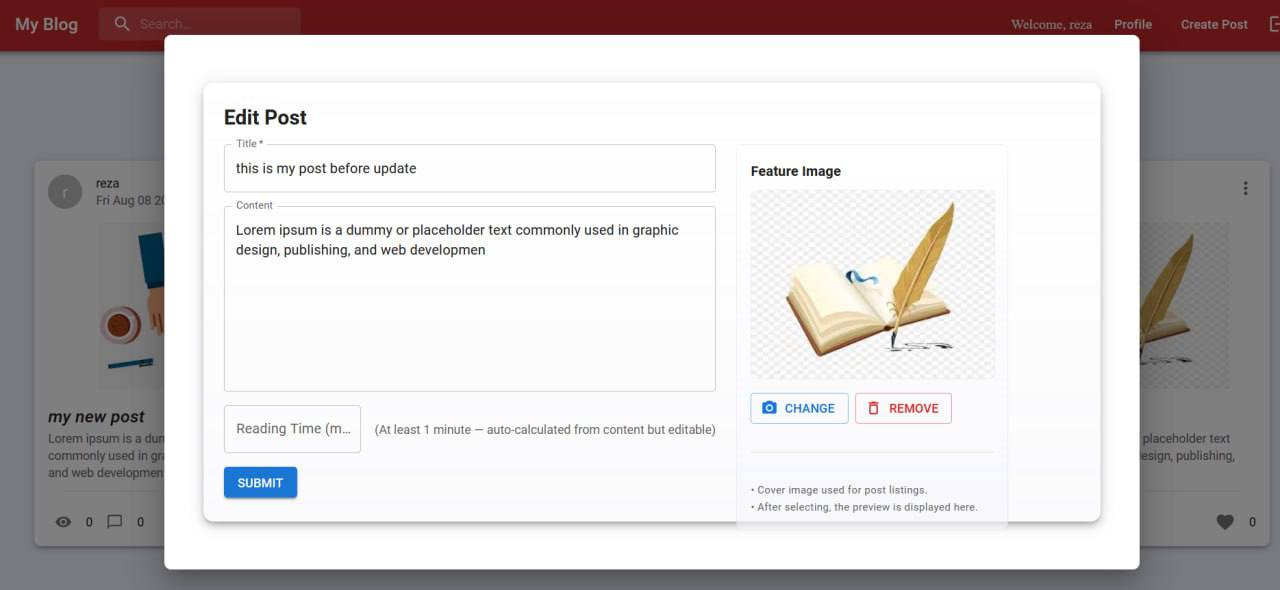 My Blog
Search...
Welcome, reza
Profile
Create Post
Edit Post
Title *
this is my post before update
Content
Lorem ipsum is a dummy or placeholder text commonly used in graphic
design, publishing, and web developmen
Reading Time (m...
(At least 1 minute — auto-calculated from content but editable)
SUBMIT
Feature Image
CHANGE
REMOVE
• Cover image used for post listings.
• After selecting, the preview is displayed here.
r
reza
Fri Aug 08 20
my new post
Lorem ipsum is a dum
commonly used in gra
and web developmen
0
0
placeholder text
esign, publishing,
0